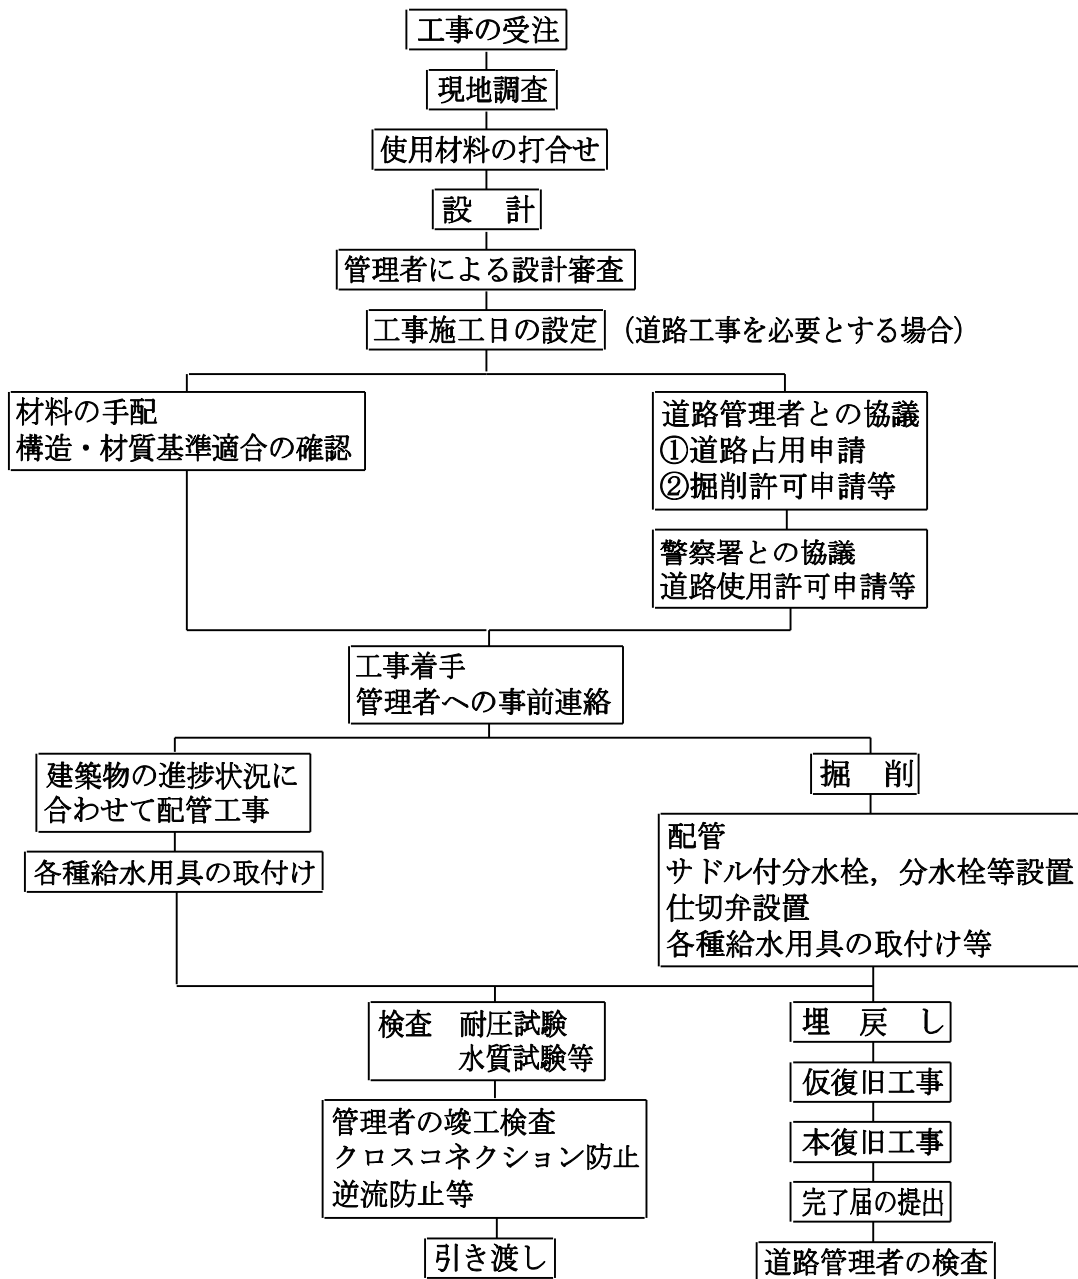 工事の受注
現地調査
使用材料の打合せ
設　計
管理者による設計審査
工事施工日の設定（道路工事を必要とする場合）
材料の手配
構造・材質基準適合の確認
道路管理者との協議
①道路占用申請
②掘削許可申請等
警察署との協議
道路使用許可申請等
工事着手
管理者への事前連絡
建築物の進捗状況に
合わせて配管工事
各種給水用具の取付け
掘　削
配管
サドル付分水栓，分水栓等設置
仕切弁設置
各種給水用具の取付け等
検査　耐圧試験
水質試験等
管理者の竣工検査
クロスコネクション防止
逆流防止等
引き渡し
埋　戻　し
仮復旧工事
本復旧工事
完了届の提出
道路管理者の検査